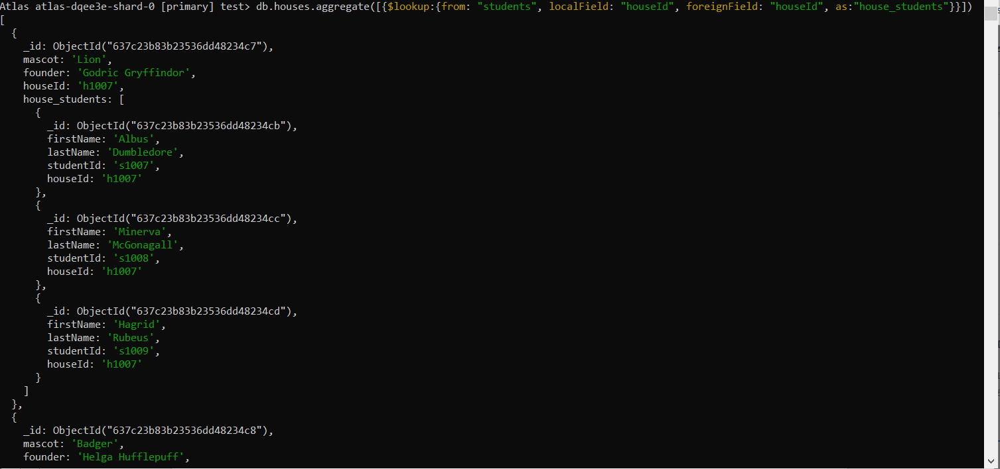 Atlas atlas-dqee3e-shard-0 [primary] test> db.houses.aggregate([{$lookup:{from: "students", localField: "houseId", foreignField: "houseId", as:"house_students"}}])
[
  {
    _id: ObjectId("637c23b83b23536dd48234c7"),
    mascot: 'Lion',
    founder: 'Godric Gryffindor',
    houseId: 'h1007',
    house_students: [
      {
        _id: ObjectId("637c23b83b23536dd48234cb"),
        firstName: 'Albus',
        lastName: 'Dumbledore',
        studentId: 's1007',
        houseId: 'h1007'
      },
      {
        _id: ObjectId("637c23b83b23536dd48234cc"),
        firstName: 'Minerva',
        lastName: 'McGonagall',
        studentId: 's1008',
        houseId: 'h1007'
      },
      {
        _id: ObjectId("637c23b83b23536dd48234cd"),
        firstName: 'Hagrid',
        lastName: 'Rubeus',
        studentId: 's1009',
        houseId: 'h1007'
      }
    ]
  },
  {
    _id: ObjectId("637c23b83b23536dd48234c8"),
    mascot: 'Badger',
    founder: 'Helga Hufflepuff',